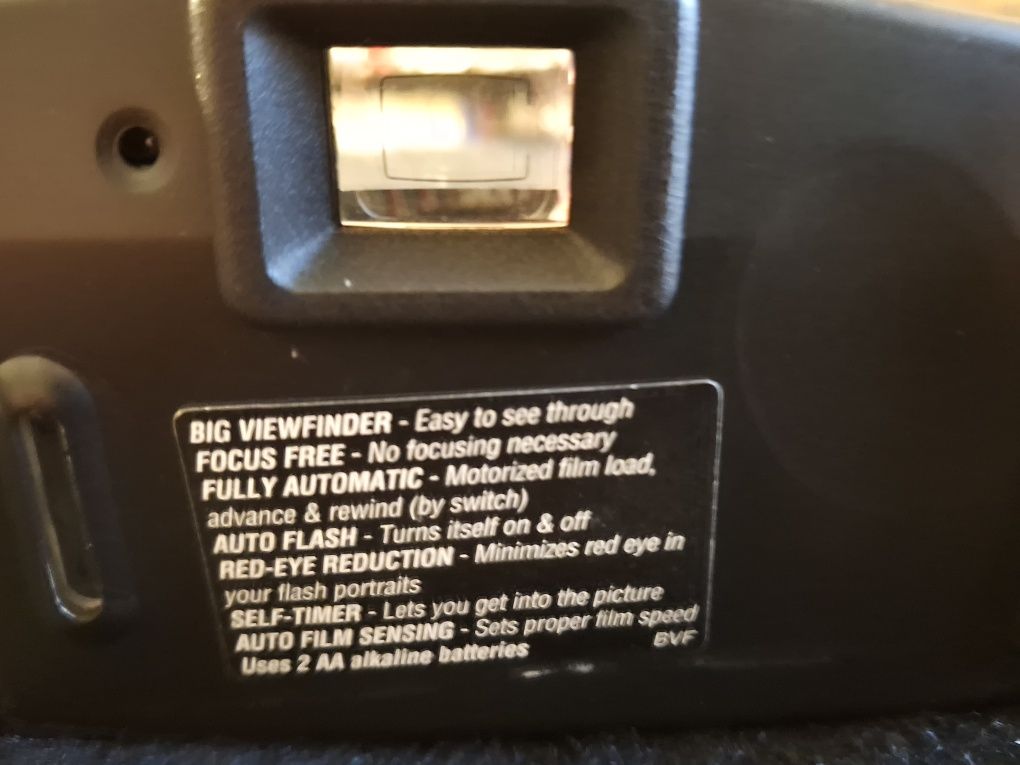 BIG VIEWFINDER - Easy to see through
FOCUS FREE - No focusing necessary
FULLY AUTOMATIC - Motorized film load,
advance & rewind (by switch)
AUTO FLASH - Turns itself on & off
RED-EYE REDUCTION - Minimizes red eye in
your flash portraits
SELF-TIMER - Lets you get into the picture
AUTO FILM SENSING - Sets proper film speed
Uses 2 AA alkaline batteries BVF